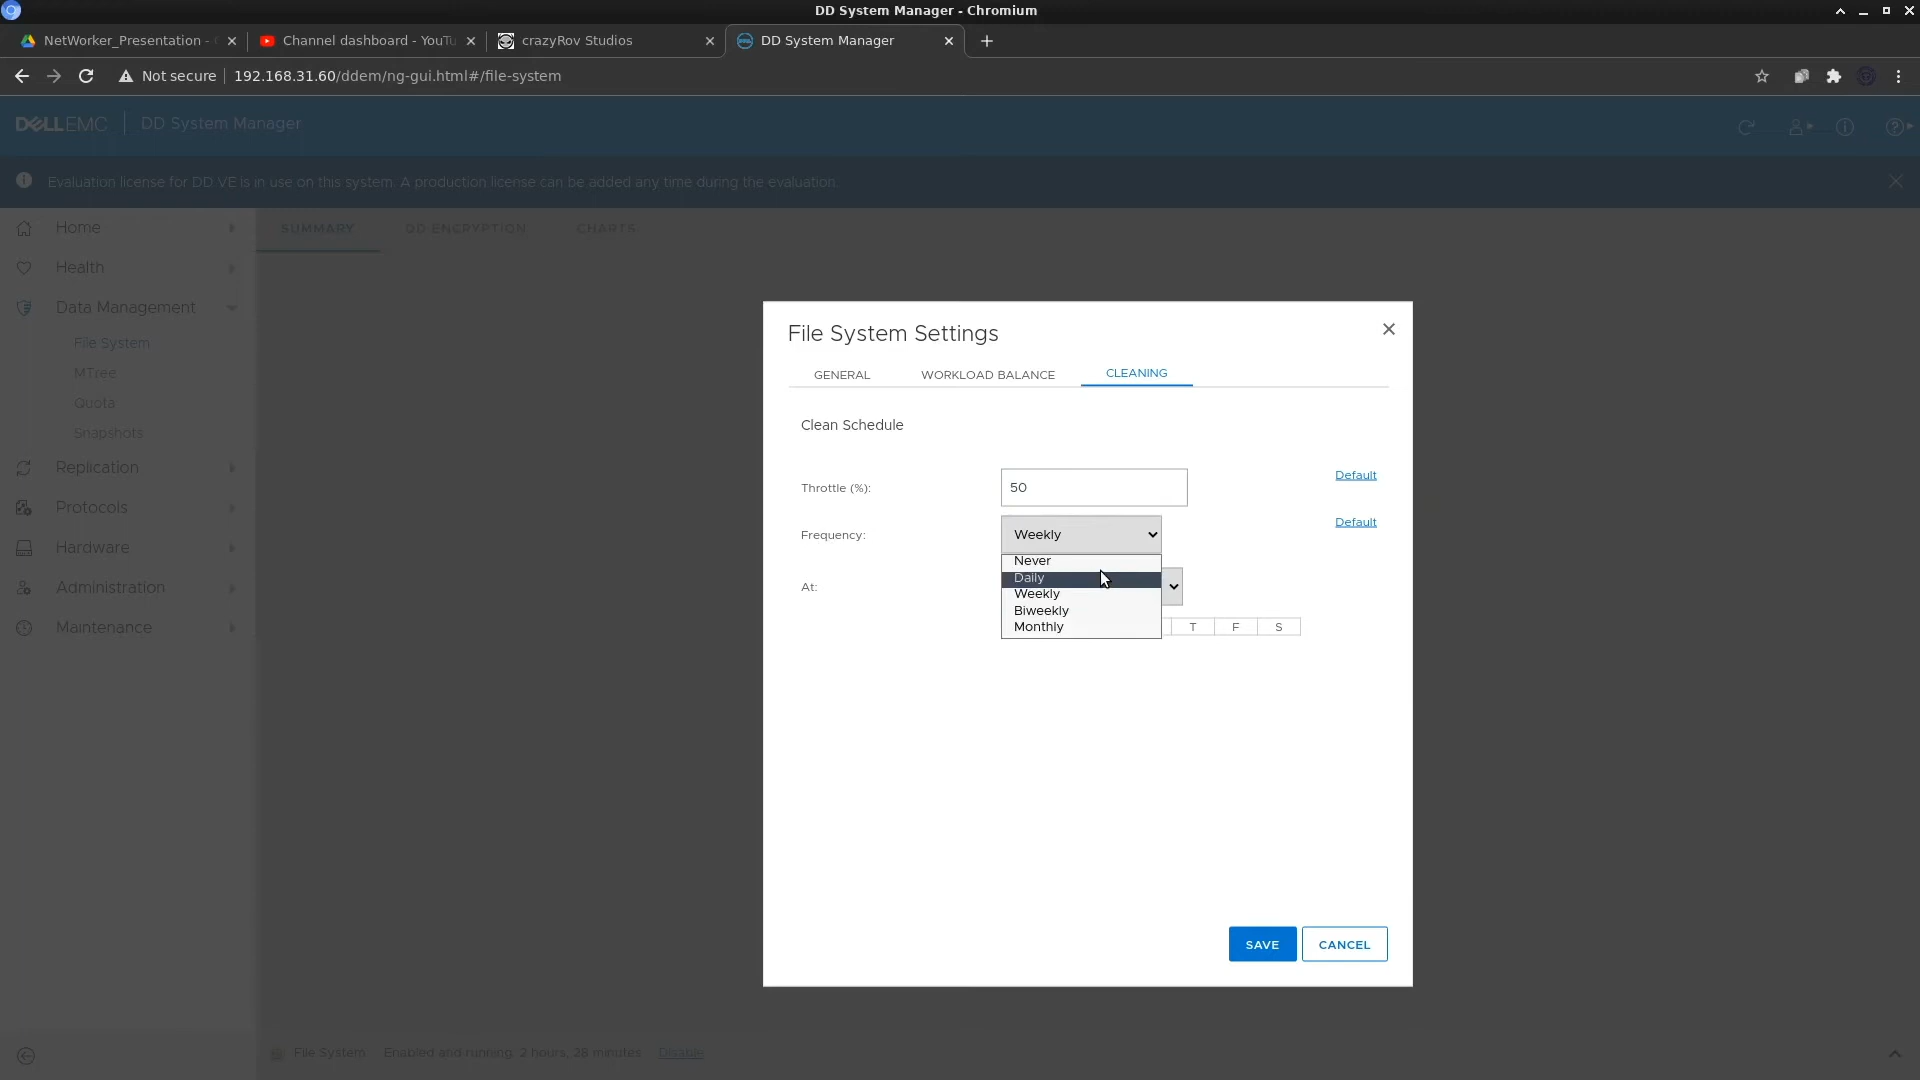 DD System Manager - Chromium
NetWorker_Presentation -
Channel dashboard - YouTu
crazyRov Studios
DD System Manager
Not secure
192.168.31.60/ddem/ng-gui.html#/file-system
DELLEMC
DD System Manager
Evaluation license for DD VE is in use on this system. A production license can be added any time during the evaluation.
Home
Health
Data Management
File System
MTree
Quota
Snapshots
Replication
Protocols
Hardware
Administration
Maintenance
SUMMARY
DD ENCRYPTION
CHARTS
File System Settings
GENERAL
WORKLOAD BALANCE
CLEANING
Clean Schedule
Throttle (%):
50
Default
Frequency:
Weekly
Default
Never
Daily
Weekly
Biweekly
Monthly
At:
T F S
SAVE
CANCEL
File System Enabled and running: 2 hours, 28 minutes Disable